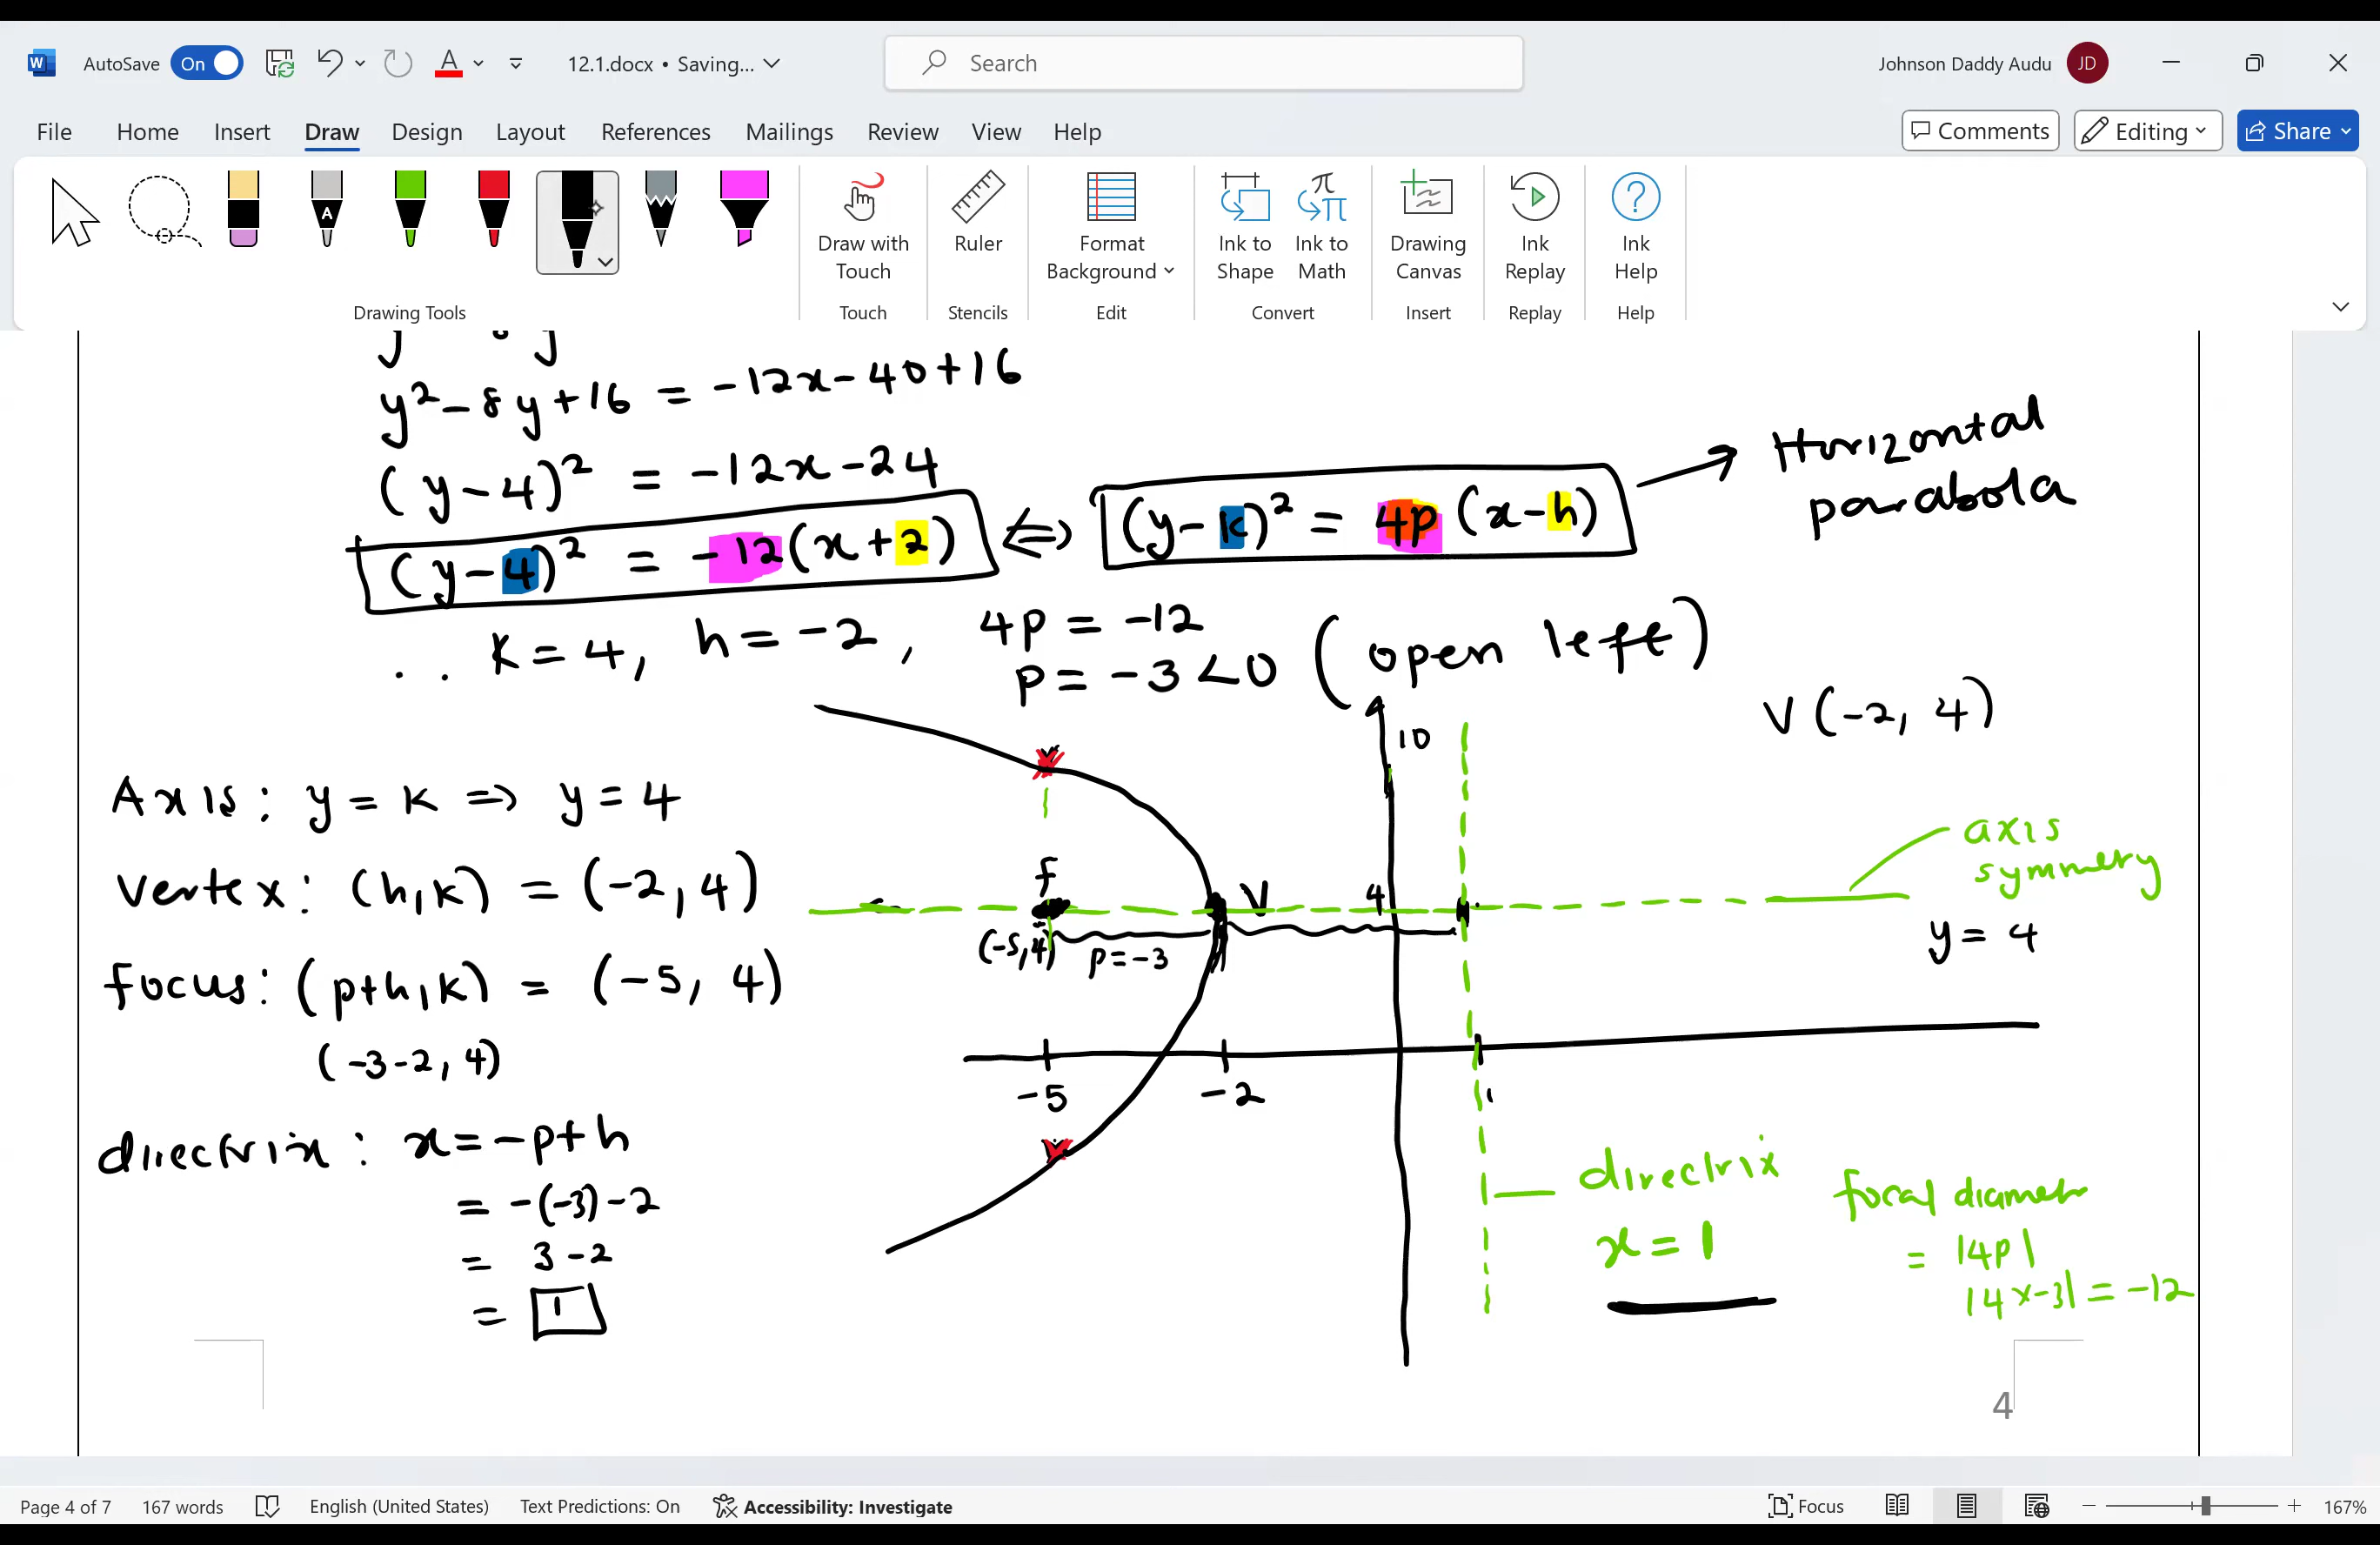 AutoSave On 12.1.docx • Saving... Search Johnson Daddy Audu JD
File Home Insert Draw Design Layout References Mailings Review View Help Comments Editing Share
Draw with Touch Ruler Format Background Ink to Shape Ink to Math Drawing Canvas Ink Replay Ink Help
Drawing Tools Touch Stencils Edit Convert Insert Replay Help
y² - 8y + 16 = -12x - 40 + 16
(y - 4)² = -12x - 24
(y - 4)² = -12(x + 2) ⇔ (y - k)² = 4p (x - h) → Horizontal parabola
k = 4, h = -2, 4p = -12
p = -3 < 0 (open left)
V (-2, 4)
10
Axis: y = k ⇒ y = 4
axis symmetry
y = 4
Vertex: (h, k) = (-2, 4)
f V 4
(-5, 4) p = -3
focus: (p+h, k) = (-5, 4)
(-3-2, 4)
-5 -2 1
directrix: x = -p + h
= -(-3) - 2
= 3 - 2
= 1
directrix
x = 1
focal diameter
= |4p|
|4 x -3| = -12
4
Page 4 of 7 167 words English (United States) Text Predictions: On Accessibility: Investigate Focus 167%